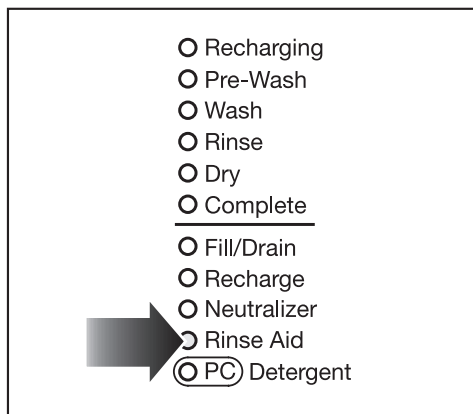 Recharging
Pre-Wash
Wash
Rinse
Dry
Complete
Fill/Drain
Recharge
Neutralizer
Rinse Aid
PC Detergent